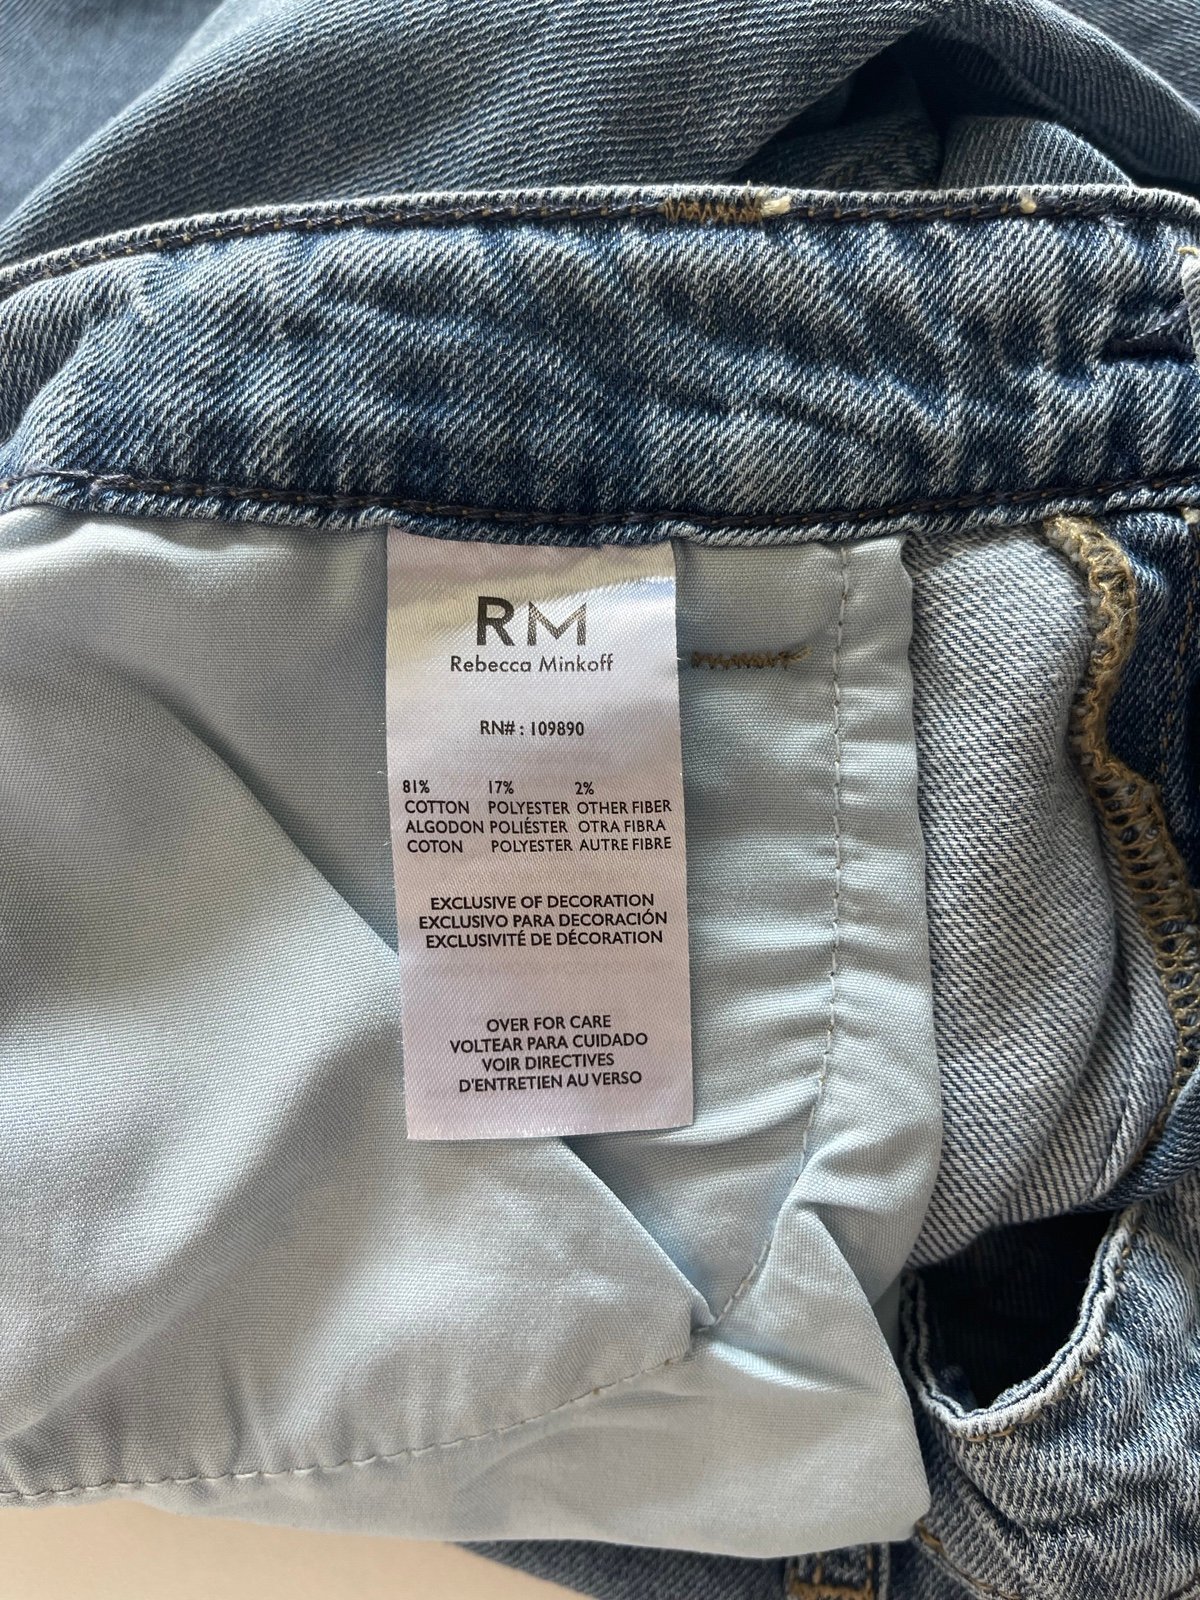 RM
Rebecca Minkoff
RN# : 109890
81% 17% 2%
COTTON POLYESTER OTHER FIBER
ALGODON POLIÉSTER OTRA FIBRA
COTON POLYESTER AUTRE FIBRE
EXCLUSIVE OF DECORATION
EXCLUSIVO PARA DECORACIÓN
EXCLUSIVITÉ DE DÉCORATION
OVER FOR CARE
VOLTEAR PARA CUIDADO
VOIR DIRECTIVES
D'ENTRETIEN AU VERSO